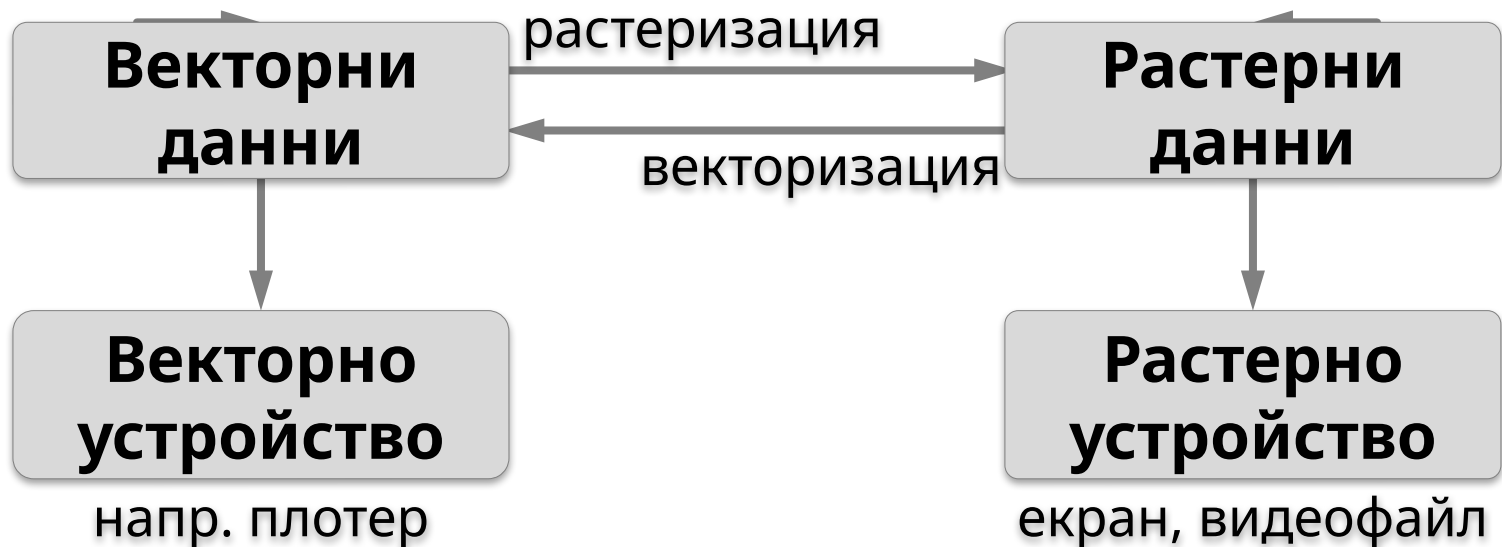 растеризация
Векторни
данни
Растерни
данни
векторизация
Векторно
устройство
Растерно
устройство
напр. плотер
екран, видеофайл